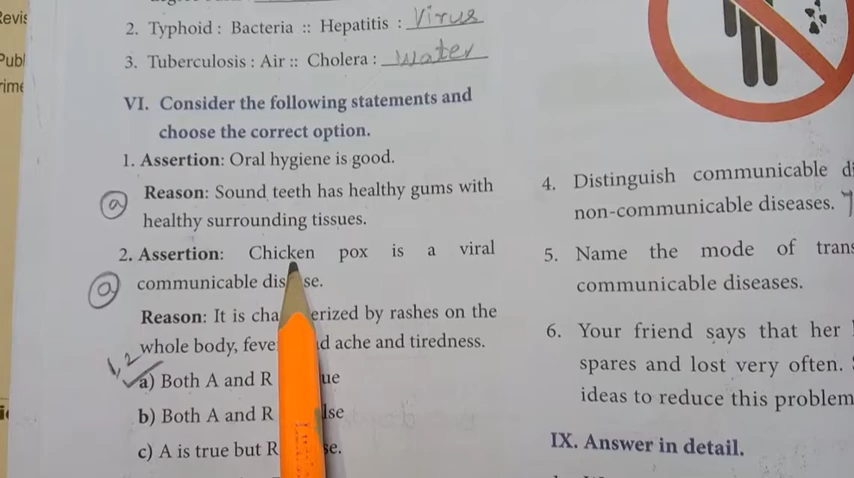 Revis
Publ
rime
2. Typhoid : Bacteria :: Hepatitis : Virus
3. Tuberculosis : Air :: Cholera : Water
VI. Consider the following statements and
choose the correct option.
1. Assertion: Oral hygiene is good.
Reason: Sound teeth has healthy gums with
healthy surrounding tissues.
a
2. Assertion: Chicken pox is a viral
communicable dis se.
a
Reason: It is cha erized by rashes on the
whole body, feve d ache and tiredness.
1, 2
a) Both A and R ue
b) Both A and R lse
c) A is true but R se.
4. Distinguish communicable di
non-communicable diseases.
5. Name the mode of trans
communicable diseases.
6. Your friend says that her
spares and lost very often.
ideas to reduce this problem
IX. Answer in detail.